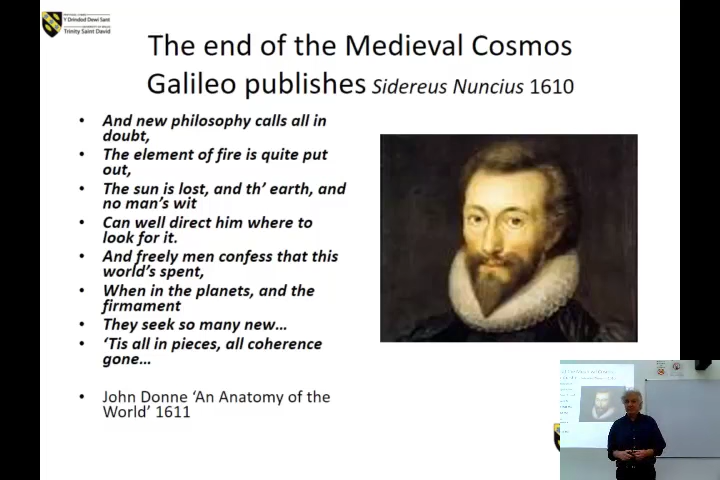 Y Drindod Dewi Sant
Trinity Saint David
The end of the Medieval Cosmos
Galileo publishes Sidereus Nuncius 1610
• And new philosophy calls all in
doubt,
• The element of fire is quite put
out,
• The sun is lost, and th’ earth, and
no man’s wit
• Can well direct him where to
look for it.
• And freely men confess that this
world’s spent,
• When in the planets, and the
firmament
• They seek so many new…
• ‘Tis all in pieces, all coherence
gone…
• John Donne ‘An Anatomy of the
World’ 1611